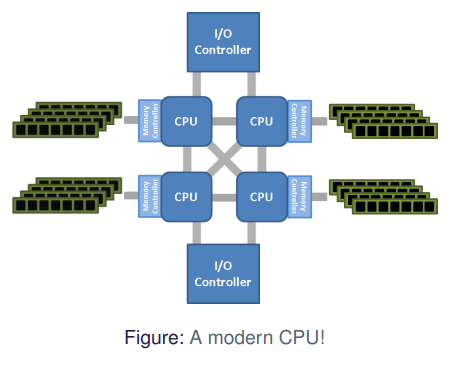 I/O
Controller
Memory
Controller
CPU
CPU
Memory
Controller
Memory
Controller
CPU
CPU
Memory
Controller
I/O
Controller
Figure: A modern CPU!